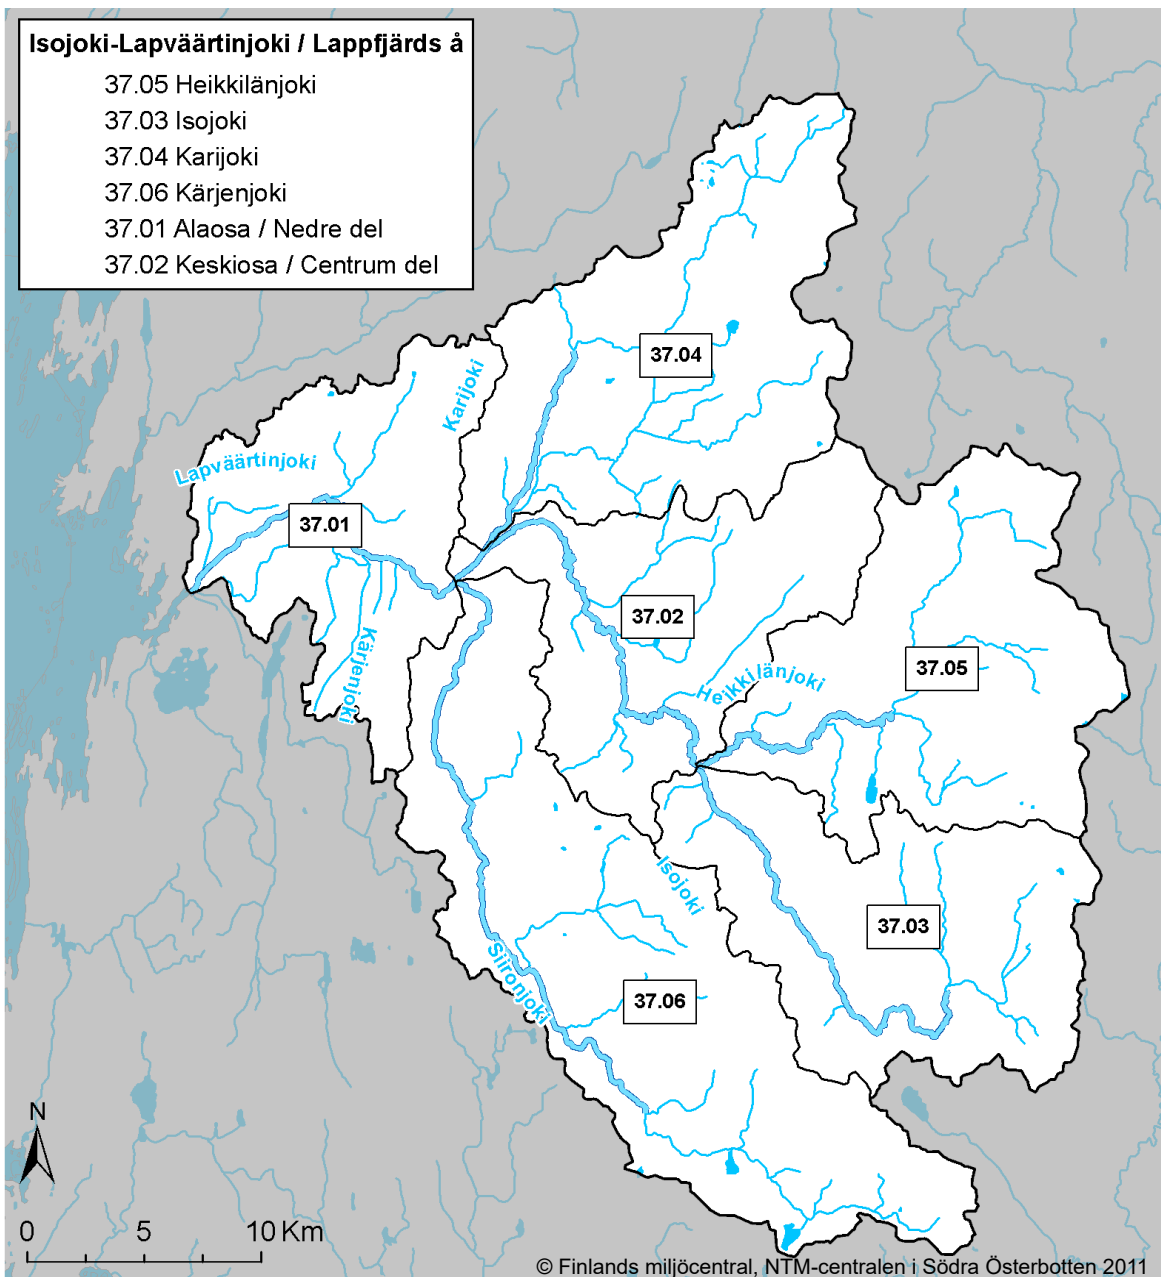 Isojoki-Lapväärtinjoki / Lappfjärds å
37.05 Heikkilänjoki
37.03 Isojoki
37.04 Karijoki
37.06 Kärjenjoki
37.01 Alaosa / Nedre del
37.02 Keskiosa / Centrum del
37.04
Karijoki
Lapväärtinjoki
37.01
37.02
Kärjenjoki
Heikkilänjoki
37.05
Isojoki
37.03
Siironjoki
37.06
N
0 5 10 Km
© Finlands miljöcentral, NTM-centralen i Södra Österbotten 2011